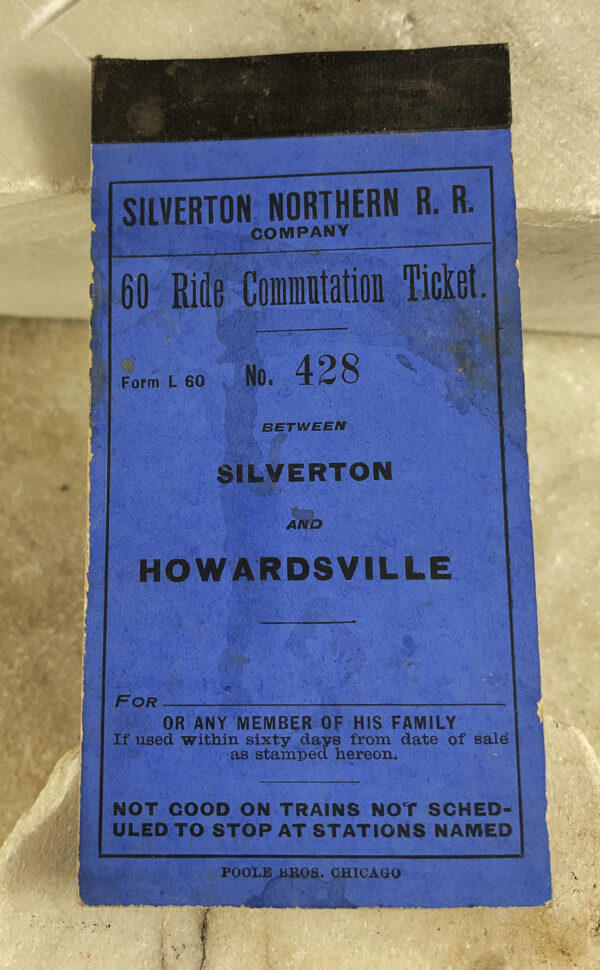 SILVERTON NORTHERN R. R.
COMPANY
60 Ride Commutation Ticket.
Form L 60 No. 428
BETWEEN
SILVERTON
AND
HOWARDSVILLE
FOR
OR ANY MEMBER OF HIS FAMILY
If used within sixty days from date of sale
as stamped hereon.
NOT GOOD ON TRAINS NOT SCHED-
ULED TO STOP AT STATIONS NAMED
POOLE BROS. CHICAGO